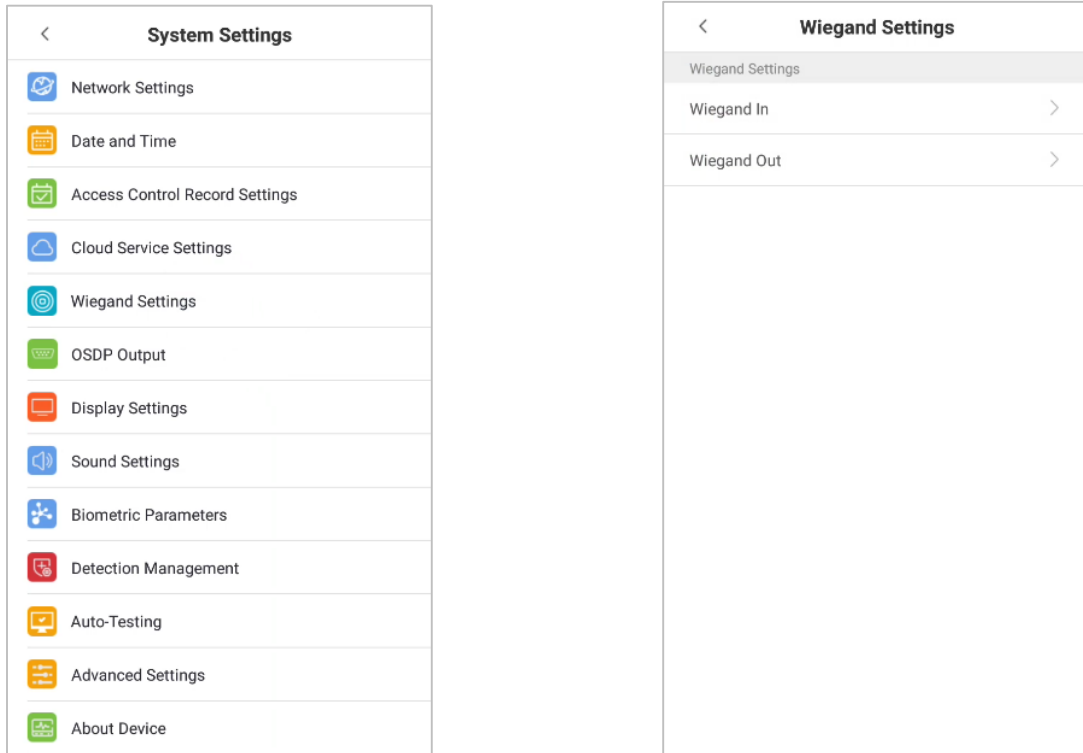 System Settings
Network Settings
Date and Time
Access Control Record Settings
Cloud Service Settings
Wiegand Settings
OSDP Output
Display Settings
Sound Settings
Biometric Parameters
Detection Management
Auto-Testing
Advanced Settings
About Device
Wiegand Settings
Wiegand Settings
Wiegand In
Wiegand Out